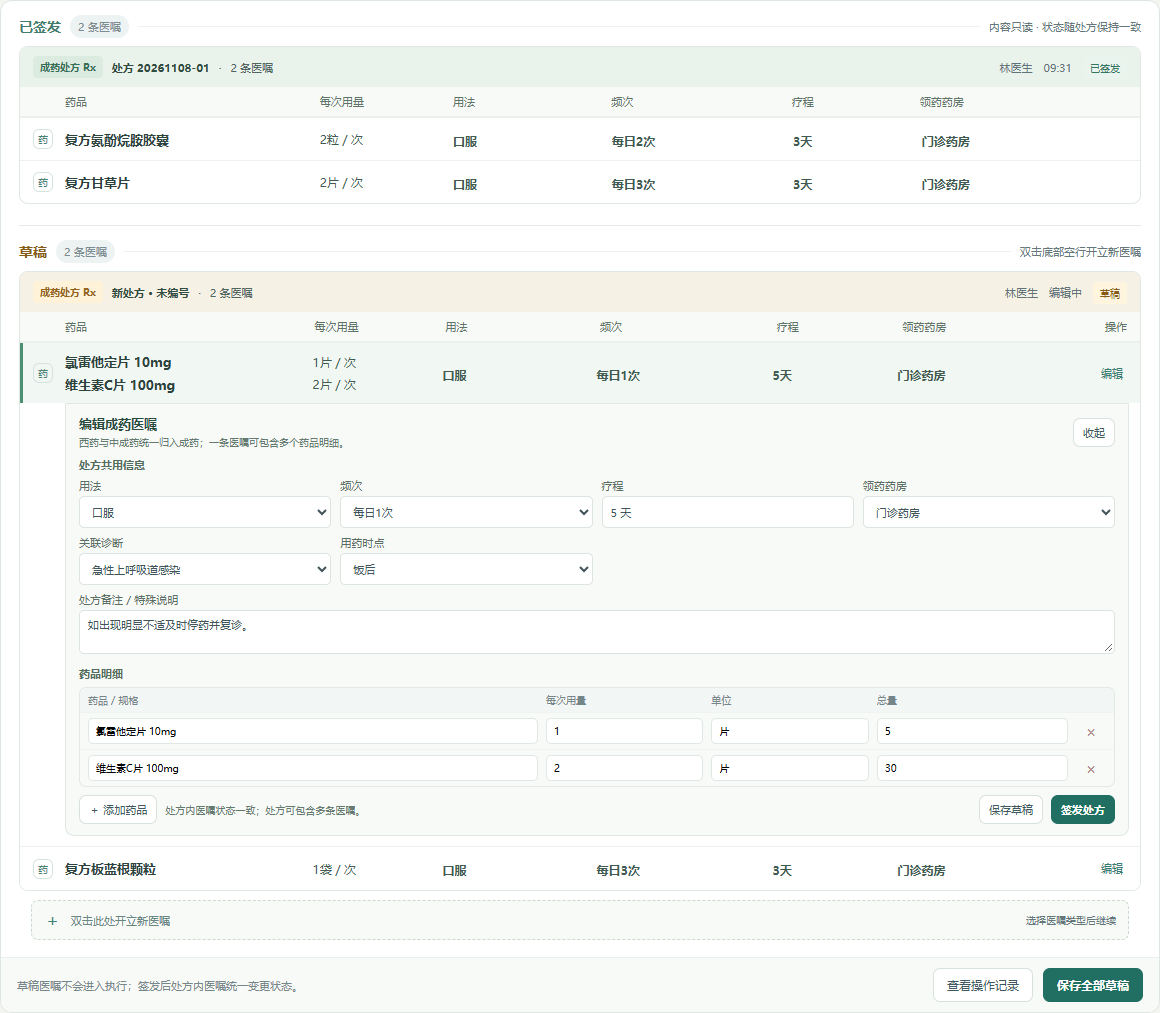 已签发 2 条医嘱 内容只读 · 状态随处方保持一致
成药处方 Rx 处方 20261108-01 · 2 条医嘱 林医生 09:31 已签发
药品 每次用量 用法 频次 疗程 领药药房
药 复方氨酚烷胺胶囊 2粒 / 次 口服 每日2次 3天 门诊药房
药 复方甘草片 2片 / 次 口服 每日3次 3天 门诊药房
草稿 2 条医嘱 双击底部空行开立新医嘱
成药处方 Rx 新处方 • 未编号 · 2 条医嘱 林医生 编辑中 草稿
药品 每次用量 用法 频次 疗程 领药药房 操作
药 氯雷他定片 10mg 1片 / 次 口服 每日1次 5天 门诊药房 编辑
维生素C片 100mg 2片 / 次
编辑成药医嘱 收起
西药与中成药统一归入成药；一条医嘱可包含多个药品明细。
处方共用信息
用法 频次 疗程 领药药房
口服 每日1次 5 天 门诊药房
关联诊断 用药时点
急性上呼吸道感染 饭后
处方备注 / 特殊说明
如出现明显不适及时停药并复诊。
药品明细
药品 / 规格 每次用量 单位 总量
氯雷他定片 10mg 1 片 5 ×
维生素C片 100mg 2 片 30 ×
+ 添加药品 处方内医嘱状态一致；处方可包含多条医嘱。 保存草稿 签发处方
药 复方板蓝根颗粒 1袋 / 次 口服 每日3次 3天 门诊药房 编辑
+ 双击此处开立新医嘱 选择医嘱类型后继续
草稿医嘱不会进入执行；签发后处方内医嘱统一变更状态。 查看操作记录 保存全部草稿